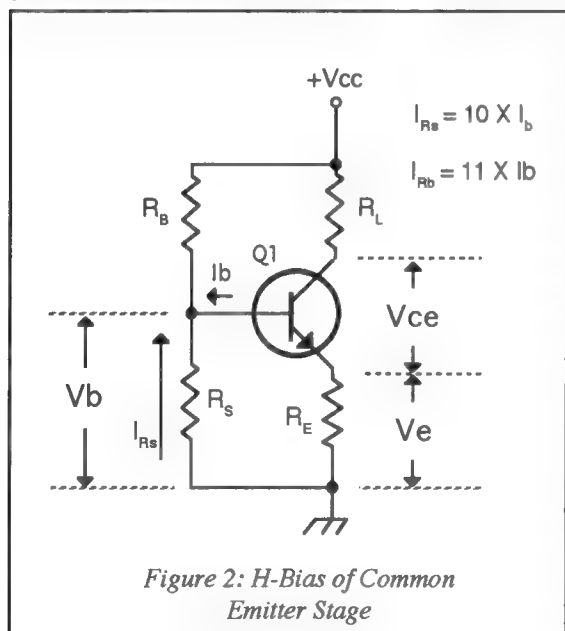 +Vcc
I_Rs = 10 X I_b
I_Rb = 11 X Ib
R_B
R_L
Q1
Ib
Vce
Vb
R_S
I_Rs
R_E
Ve
Figure 2: H-Bias of Common
Emitter Stage